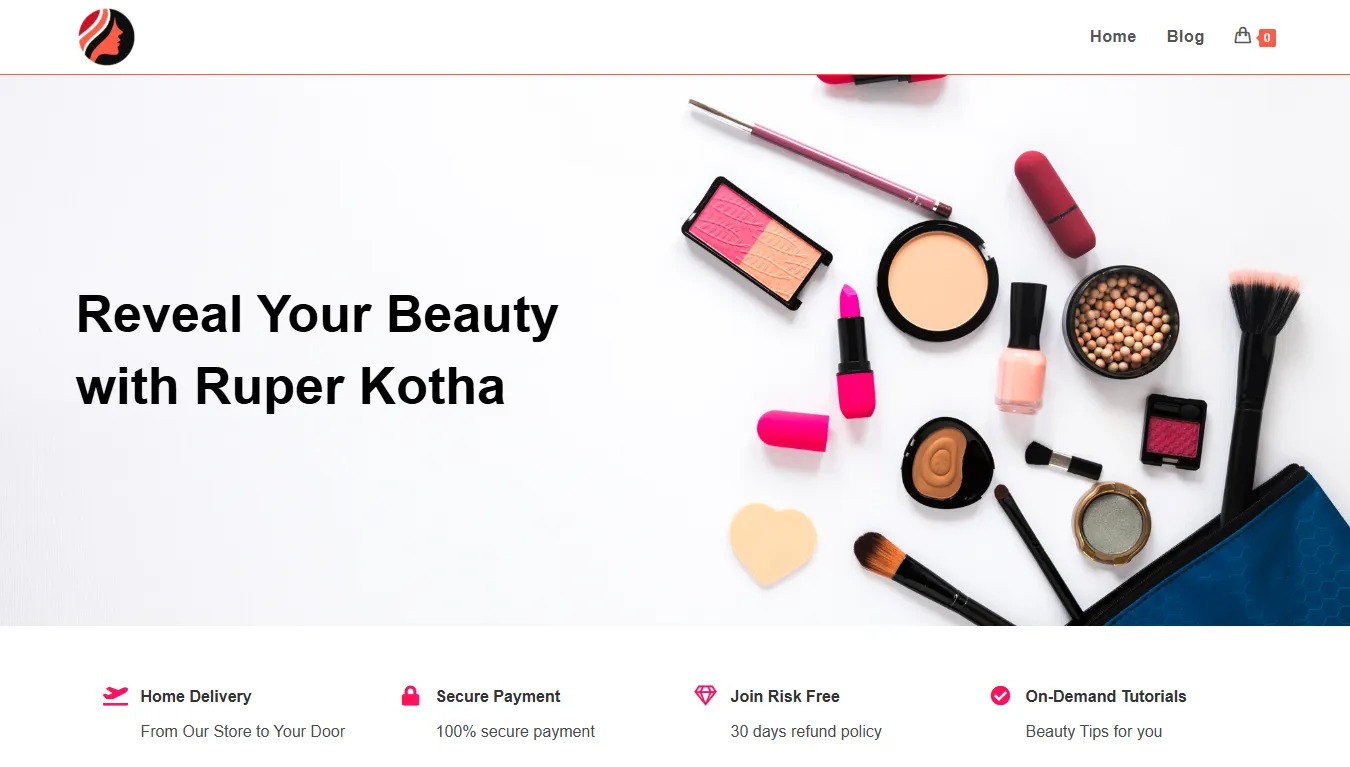 Home
Blog
0
Reveal Your Beauty
with Ruper Kotha
Home Delivery
From Our Store to Your Door
Secure Payment
100% secure payment
Join Risk Free
30 days refund policy
On-Demand Tutorials
Beauty Tips for you